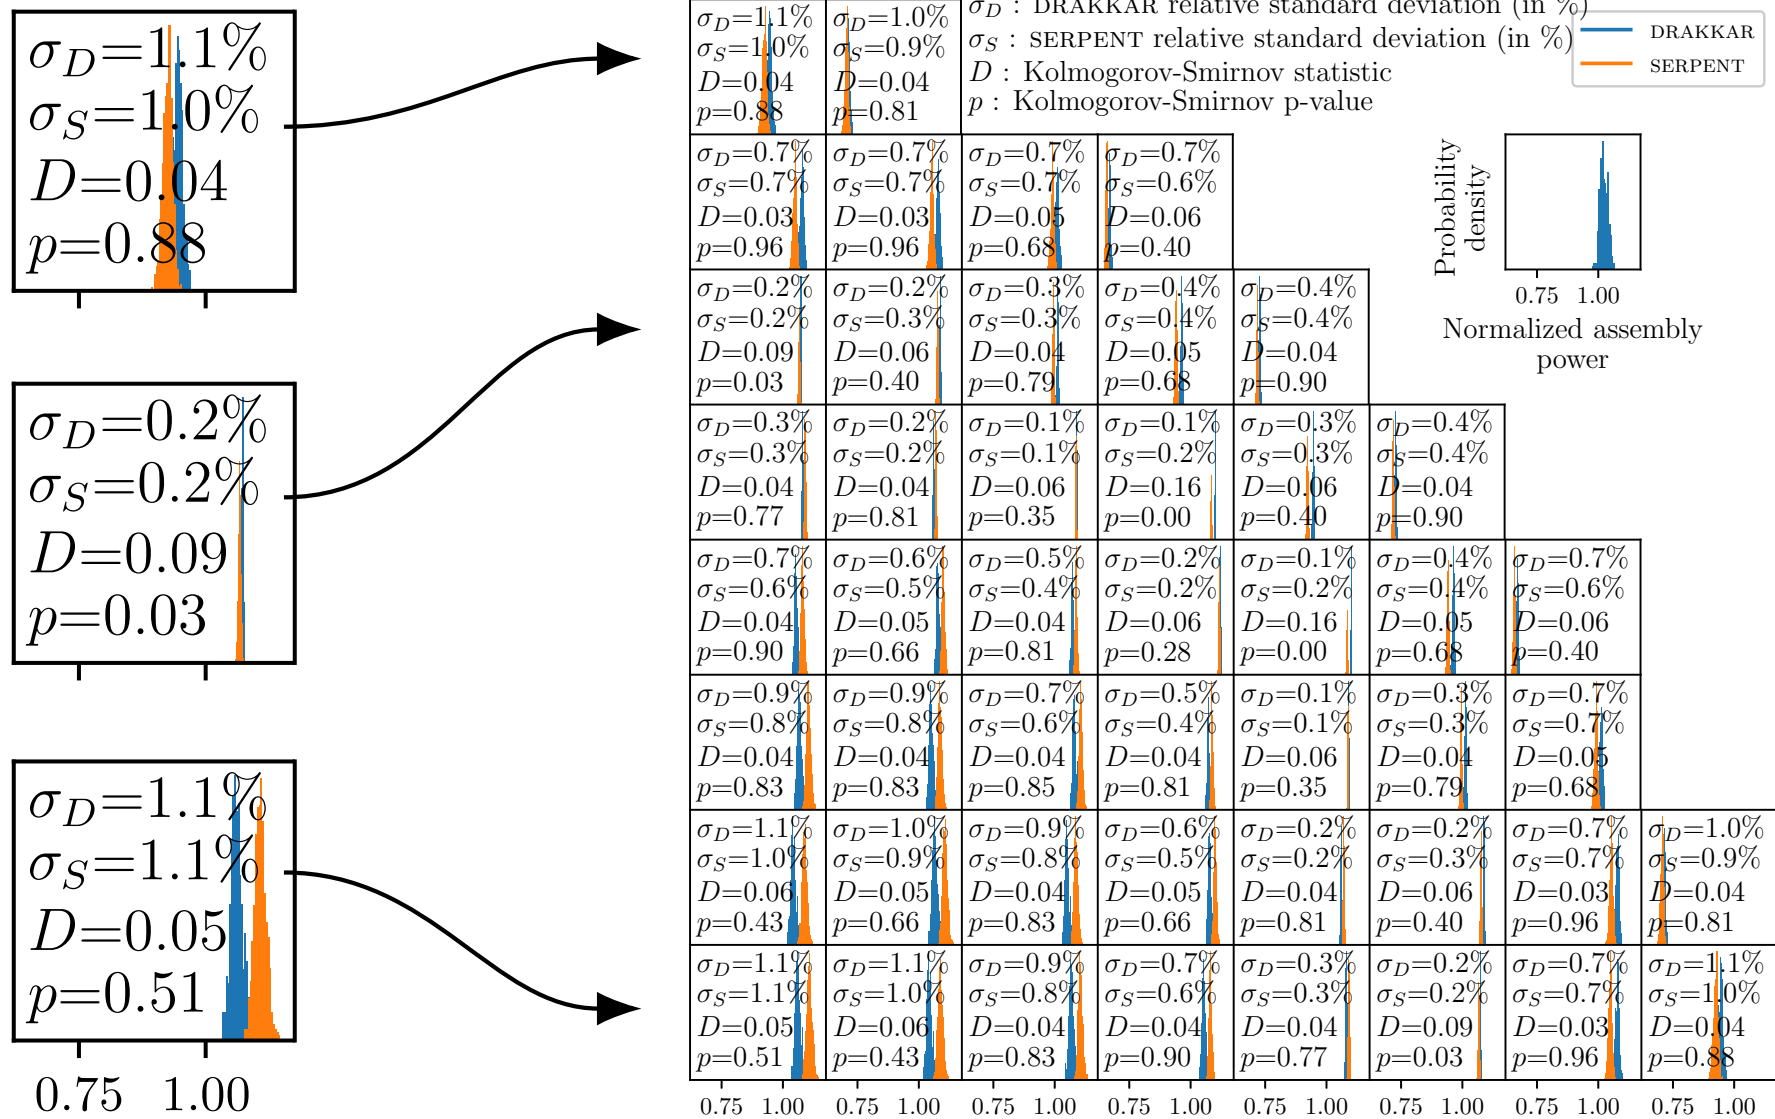 σD=1.1%
σS=1.0%
D=0.04
p=0.88
σD=0.2%
σS=0.2%
D=0.09
p=0.03
σD=1.1%
σS=1.1%
D=0.05
p=0.51
0.75 1.00
σD : DRAKKAR relative standard deviation (in %)
σS : SERPENT relative standard deviation (in %)
D : Kolmogorov-Smirnov statistic
p : Kolmogorov-Smirnov p-value
DRAKKAR
SERPENT
Probability
density
0.75 1.00
Normalized assembly
power
σD=1.1% σD=1.0%
σS=1.0% σS=0.9%
D=0.04 D=0.04
p=0.88 p=0.81
σD=0.7% σD=0.7% σD=0.7% σD=0.7%
σS=0.7% σS=0.7% σS=0.7% σS=0.6%
D=0.03 D=0.03 D=0.05 D=0.06
p=0.96 p=0.96 p=0.68 p=0.40
σD=0.2% σD=0.2% σD=0.3% σD=0.4% σD=0.4%
σS=0.2% σS=0.3% σS=0.3% σS=0.4% σS=0.4%
D=0.09 D=0.06 D=0.04 D=0.05 D=0.04
p=0.03 p=0.40 p=0.79 p=0.68 p=0.90
σD=0.3% σD=0.2% σD=0.1% σD=0.1% σD=0.3% σD=0.4%
σS=0.3% σS=0.2% σS=0.1% σS=0.2% σS=0.3% σS=0.4%
D=0.04 D=0.04 D=0.06 D=0.16 D=0.06 D=0.04
p=0.77 p=0.81 p=0.35 p=0.00 p=0.40 p=0.90
σD=0.7% σD=0.6% σD=0.5% σD=0.2% σD=0.1% σD=0.4% σD=0.7%
σS=0.6% σS=0.5% σS=0.4% σS=0.2% σS=0.2% σS=0.4% σS=0.6%
D=0.04 D=0.05 D=0.04 D=0.06 D=0.16 D=0.05 D=0.06
p=0.90 p=0.66 p=0.81 p=0.28 p=0.00 p=0.68 p=0.40
σD=0.9% σD=0.9% σD=0.7% σD=0.5% σD=0.1% σD=0.3% σD=0.7%
σS=0.8% σS=0.8% σS=0.6% σS=0.4% σS=0.1% σS=0.3% σS=0.7%
D=0.04 D=0.04 D=0.04 D=0.04 D=0.06 D=0.04 D=0.05
p=0.83 p=0.83 p=0.85 p=0.81 p=0.35 p=0.79 p=0.68
σD=1.1% σD=1.0% σD=0.9% σD=0.6% σD=0.2% σD=0.2% σD=0.7% σD=1.0%
σS=1.0% σS=0.9% σS=0.8% σS=0.5% σS=0.2% σS=0.3% σS=0.7% σS=0.9%
D=0.06 D=0.05 D=0.04 D=0.05 D=0.04 D=0.06 D=0.03 D=0.04
p=0.43 p=0.66 p=0.83 p=0.66 p=0.81 p=0.40 p=0.96 p=0.81
σD=1.1% σD=1.1% σD=0.9% σD=0.7% σD=0.3% σD=0.2% σD=0.7% σD=1.1%
σS=1.1% σS=1.0% σS=0.8% σS=0.6% σS=0.3% σS=0.2% σS=0.7% σS=1.0%
D=0.05 D=0.06 D=0.04 D=0.04 D=0.04 D=0.09 D=0.03 D=0.04
p=0.51 p=0.43 p=0.83 p=0.90 p=0.77 p=0.03 p=0.96 p=0.88
0.75 1.00 0.75 1.00 0.75 1.00 0.75 1.00 0.75 1.00 0.75 1.00 0.75 1.00 0.75 1.00